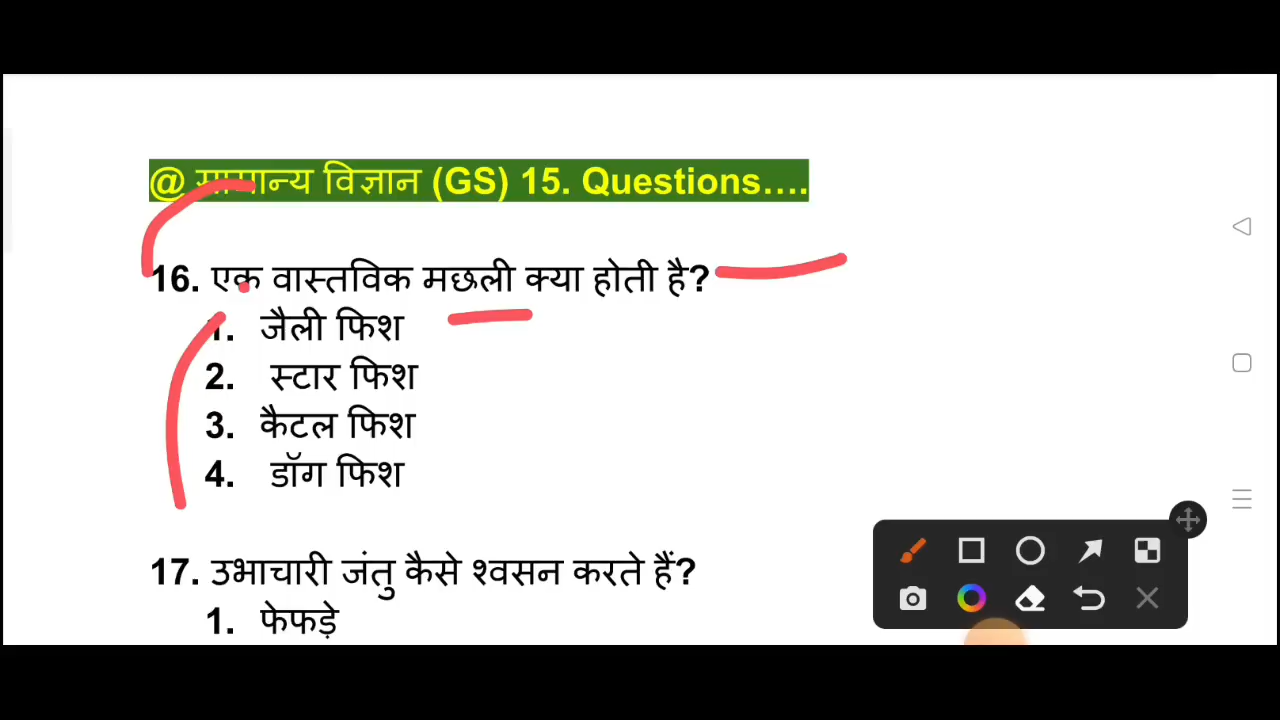 @ सामान्य विज्ञान (GS) 15. Questions....
16. एक वास्तविक मछली क्या होती है?
1. जैली फिश
2. स्टार फिश
3. कैटल फिश
4. डॉग फिश
17. उभाचारी जंतु कैसे श्वसन करते हैं?
1. फेफड़े